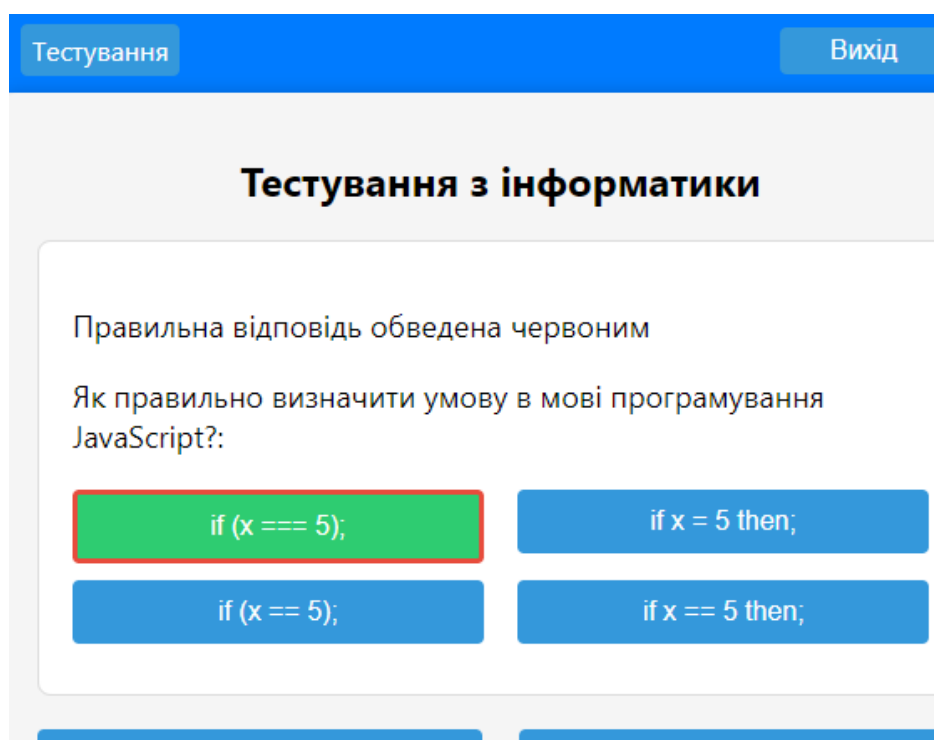 Тестування
Вихід
Тестування з інформатики
Правильна відповідь обведена червоним
Як правильно визначити умову в мові програмування
JavaScript?:
if (x === 5);
if x = 5 then;
if (x == 5);
if x == 5 then;